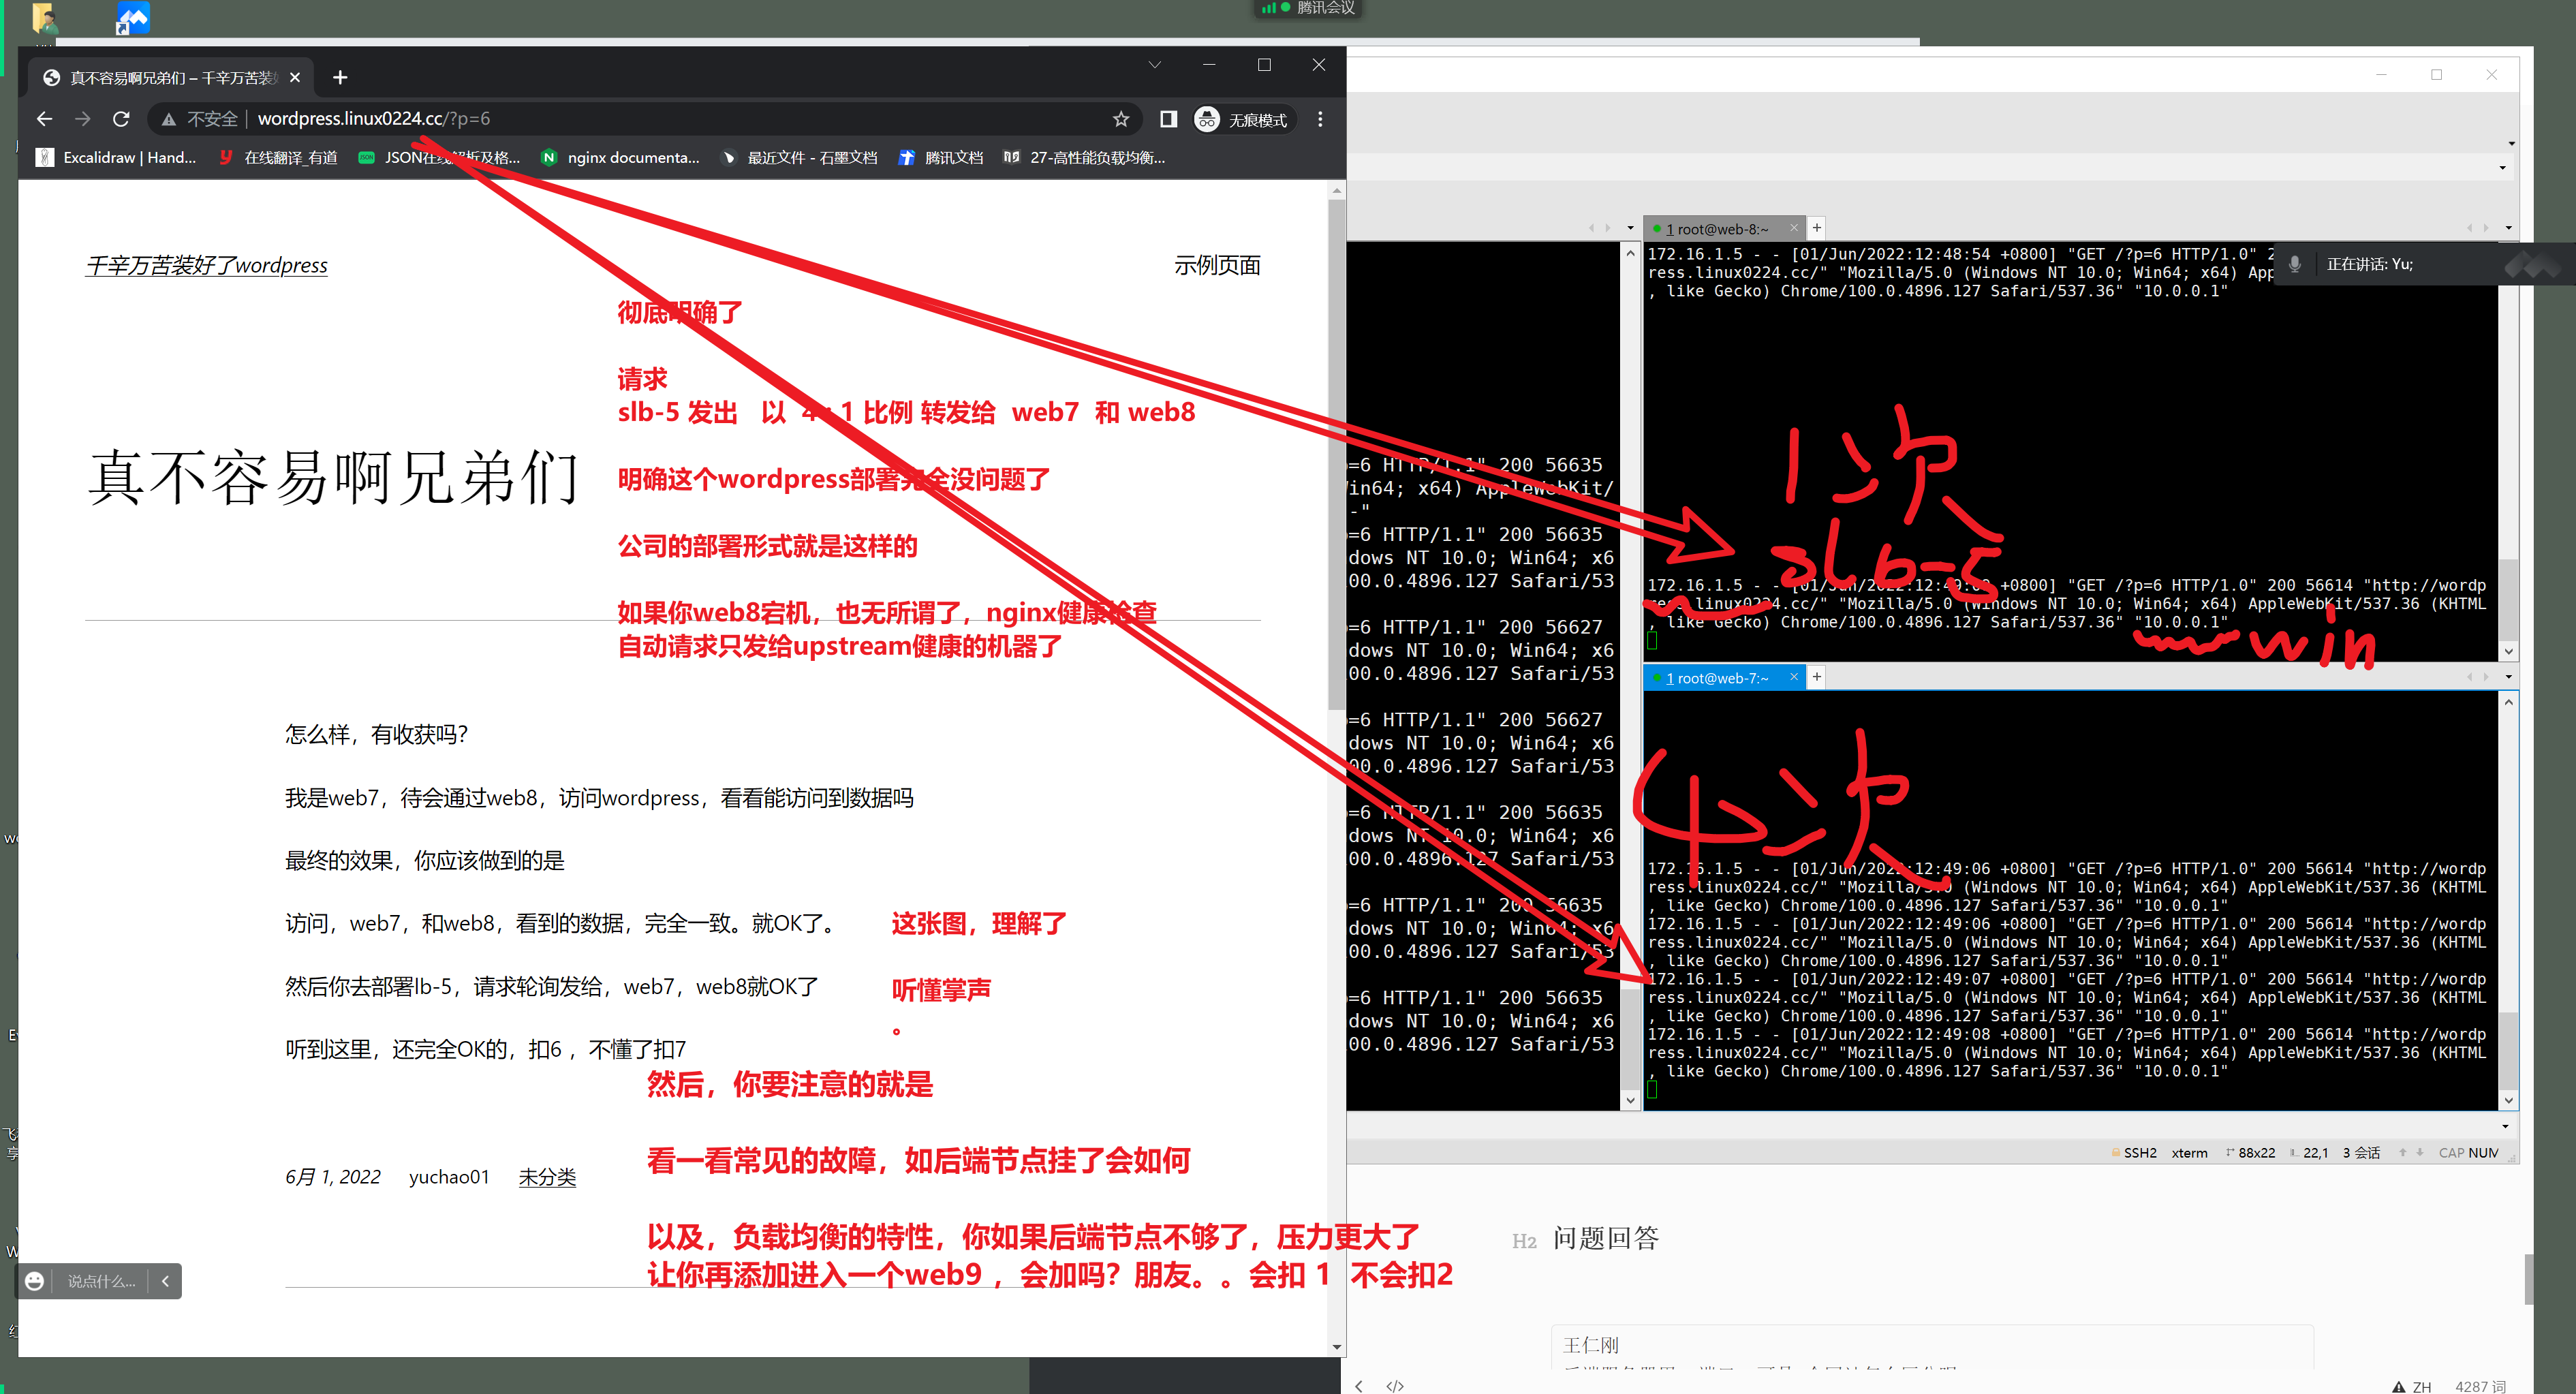 腾讯会议
真不容易啊兄弟们 – 千辛万苦装
不安全
wordpress.linux0224.cc/?p=6
无痕模式
Excalidraw | Hand...
在线翻译_有道
JSON在线解析及格...
nginx documenta...
最近文件 - 石墨文档
腾讯文档
27-高性能负载均衡...
千辛万苦装好了wordpress
示例页面
彻底明确了
请求
slb-5 发出 以 4: 1 比例 转发给 web7 和 web8
真不容易啊兄弟们
明确这个wordpress部署完全没问题了
公司的部署形式就是这样的
如果你web8宕机，也无所谓了，nginx健康检查
自动请求只发给upstream健康的机器了
怎么样，有收获吗？
我是web7，待会通过web8，访问wordpress，看看能访问到数据吗
最终的效果，你应该做到的是
访问，web7，和web8，看到的数据，完全一致。就OK了。
这张图，理解了
然后你去部署lb-5，请求轮询发给，web7，web8就OK了
听懂掌声
。
听到这里，还完全OK的，扣6 ，不懂了扣7
然后，你要注意的就是
看一看常见的故障，如后端节点挂了会如何
6月 1, 2022 yuchao01 未分类
以及，负载均衡的特性，你如果后端节点不够了，压力更大了
让你再添加进入一个web9 ，会加吗？朋友。。会扣 1 不会扣2
说点什么...
=6 HTTP/1.1" 200 56635
Win64; x64) AppleWebKit/
-"
=6 HTTP/1.1" 200 56635
dows NT 10.0; Win64; x6
00.0.4896.127 Safari/53
=6 HTTP/1.1" 200 56627
dows NT 10.0; Win64; x6
00.0.4896.127 Safari/53
=6 HTTP/1.1" 200 56627
dows NT 10.0; Win64; x6
00.0.4896.127 Safari/53
=6 HTTP/1.1" 200 56635
dows NT 10.0; Win64; x6
00.0.4896.127 Safari/53
=6 HTTP/1.1" 200 56635
dows NT 10.0; Win64; x6
00.0.4896.127 Safari/53
=6 HTTP/1.1" 200 56635
dows NT 10.0; Win64; x6
00.0.4896.127 Safari/53
1 root@web-8:~
172.16.1.5 - - [01/Jun/2022:12:48:54 +0800] "GET /?p=6 HTTP/1.0" 2
ress.linux0224.cc/" "Mozilla/5.0 (Windows NT 10.0; Win64; x64) App
, like Gecko) Chrome/100.0.4896.127 Safari/537.36" "10.0.0.1"
正在讲话: Yu;
1次
slb-5
172.16.1.5 - - [01/Jun/2022:12:49:08 +0800] "GET /?p=6 HTTP/1.0" 200 56614 "http://wordp
ress.linux0224.cc/" "Mozilla/5.0 (Windows NT 10.0; Win64; x64) AppleWebKit/537.36 (KHTML
, like Gecko) Chrome/100.0.4896.127 Safari/537.36" "10.0.0.1"
win
1 root@web-7:~
4次
172.16.1.5 - - [01/Jun/2022:12:49:06 +0800] "GET /?p=6 HTTP/1.0" 200 56614 "http://wordp
ress.linux0224.cc/" "Mozilla/5.0 (Windows NT 10.0; Win64; x64) AppleWebKit/537.36 (KHTML
, like Gecko) Chrome/100.0.4896.127 Safari/537.36" "10.0.0.1"
172.16.1.5 - - [01/Jun/2022:12:49:06 +0800] "GET /?p=6 HTTP/1.0" 200 56614 "http://wordp
ress.linux0224.cc/" "Mozilla/5.0 (Windows NT 10.0; Win64; x64) AppleWebKit/537.36 (KHTML
, like Gecko) Chrome/100.0.4896.127 Safari/537.36" "10.0.0.1"
172.16.1.5 - - [01/Jun/2022:12:49:07 +0800] "GET /?p=6 HTTP/1.0" 200 56614 "http://wordp
ress.linux0224.cc/" "Mozilla/5.0 (Windows NT 10.0; Win64; x64) AppleWebKit/537.36 (KHTML
, like Gecko) Chrome/100.0.4896.127 Safari/537.36" "10.0.0.1"
172.16.1.5 - - [01/Jun/2022:12:49:08 +0800] "GET /?p=6 HTTP/1.0" 200 56614 "http://wordp
ress.linux0224.cc/" "Mozilla/5.0 (Windows NT 10.0; Win64; x64) AppleWebKit/537.36 (KHTML
, like Gecko) Chrome/100.0.4896.127 Safari/537.36" "10.0.0.1"
SSH2 xterm 88x22 22,1 3 会话 CAP NUM
H2 问题回答
王仁刚
ZH 4287 词